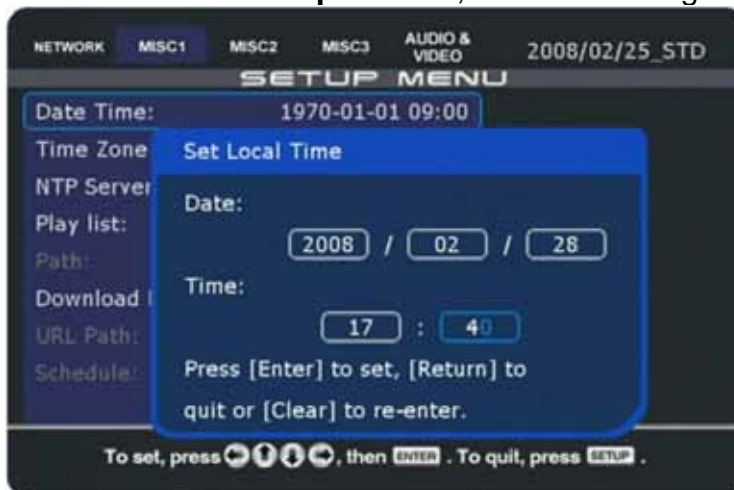 NETWORK MISC1 MISC2 MISC3 AUDIO & VIDEO 2008/02/25_STD
SETUP MENU
Date Time: 1970-01-01 09:00
Time Zone
NTP Server
Play list:
Path:
Download
URL Path:
Schedule:
Set Local Time
Date:
2008 / 02 / 28
Time:
17 : 40
Press [Enter] to set, [Return] to
quit or [Clear] to re-enter.
To set, press , then ENTER . To quit, press SETUP .